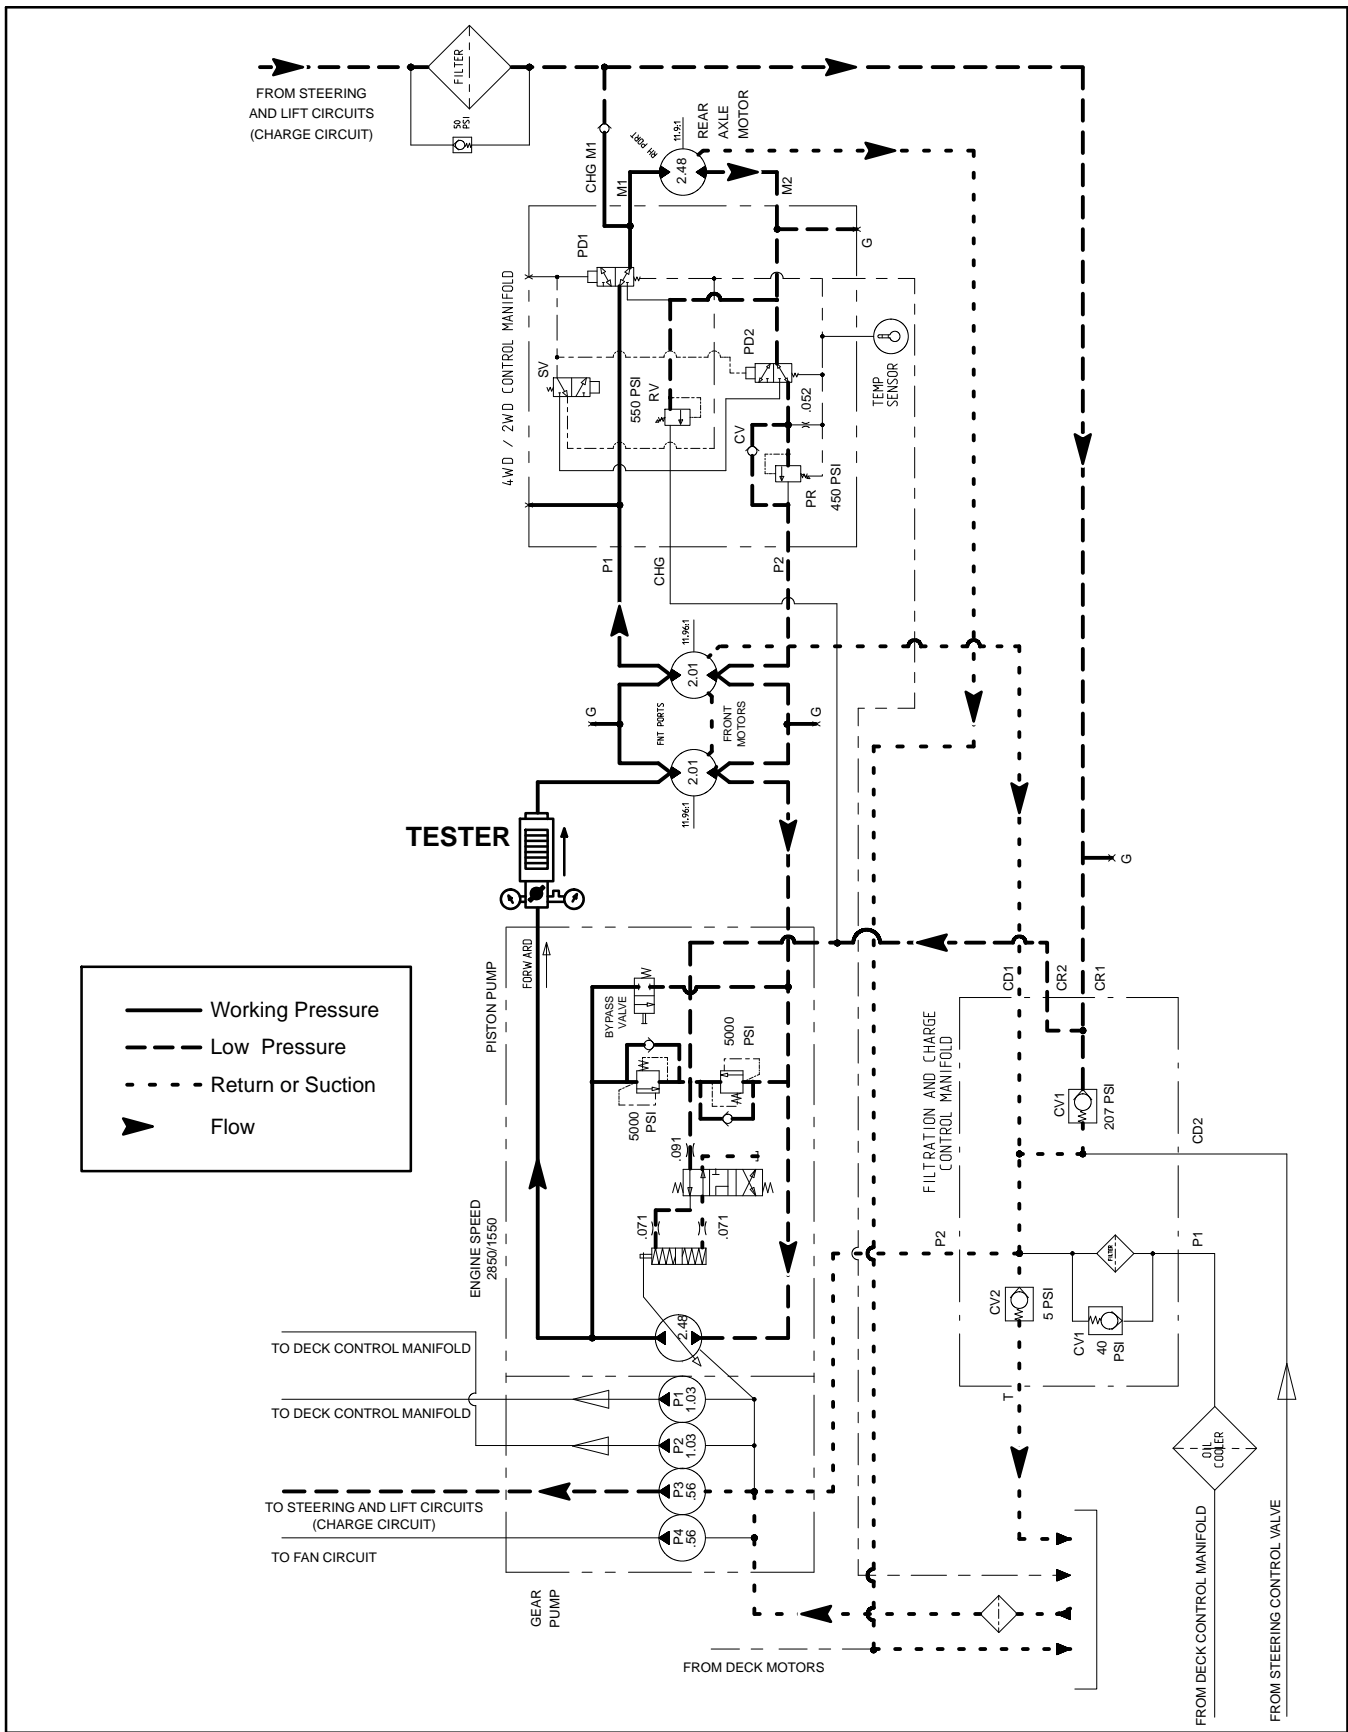 FROM STEERING
AND LIFT CIRCUITS
(CHARGE CIRCUIT)
FILTER
50
PSI
CHG M1
M1
RH PORT
11.9:1
2.48
REAR
AXLE
MOTOR
M2
G
PD1
4WD / 2WD CONTROL MANIFOLD
SV
550 PSI
RV
PD2
TEMP
SENSOR
.052
CV
PR
450 PSI
P1
CHG
P2
11.96:1
2.01
G
FNT PORTS
FRONT
MOTORS
G
2.01
11.96:1
TESTER
G
FORWARD
PISTON PUMP
BYPASS
VALVE
5000
PSI
5000
PSI
.091
.071
.071
ENGINE SPEED
2850/1550
2.48
Working Pressure
Low Pressure
Return or Suction
Flow
CD1
CR2
CR1
FILTRATION AND CHARGE
CONTROL MANIFOLD
CV1
207 PSI
CD2
P2
P1
FILTER
CV2
5 PSI
CV1
40
PSI
T
OIL
COOLER
TO DECK CONTROL MANIFOLD
TO DECK CONTROL MANIFOLD
P1
1.03
P2
1.03
P3
.56
P4
.56
TO STEERING AND LIFT CIRCUITS
(CHARGE CIRCUIT)
TO FAN CIRCUIT
GEAR
PUMP
FROM DECK MOTORS
FROM DECK CONTROL MANIFOLD
FROM STEERING CONTROL VALVE